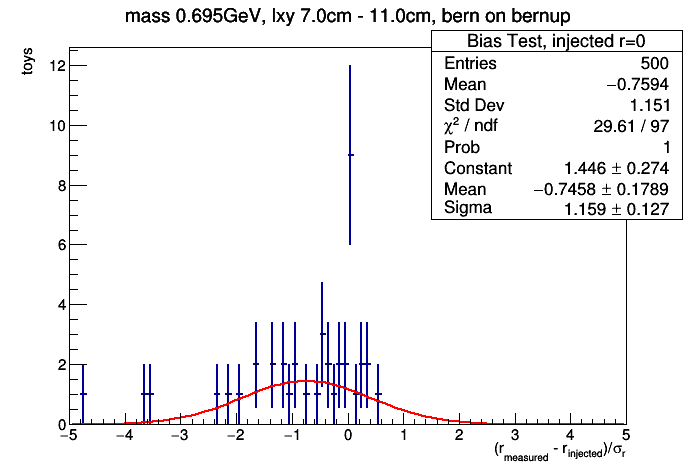 mass 0.695GeV, lxy 7.0cm - 11.0cm, bern on bernup
Bias Test, injected r=0
Entries 500
Mean −0.7594
Std Dev 1.151
χ² / ndf 29.61 / 97
Prob 1
Constant 1.446 ± 0.274
Mean −0.7458 ± 0.1789
Sigma 1.159 ± 0.127
toys
12
10
8
6
4
2
0
−5 −4 −3 −2 −1 0 1 2 3 4 5
(r_measured - r_injected)/σ_r